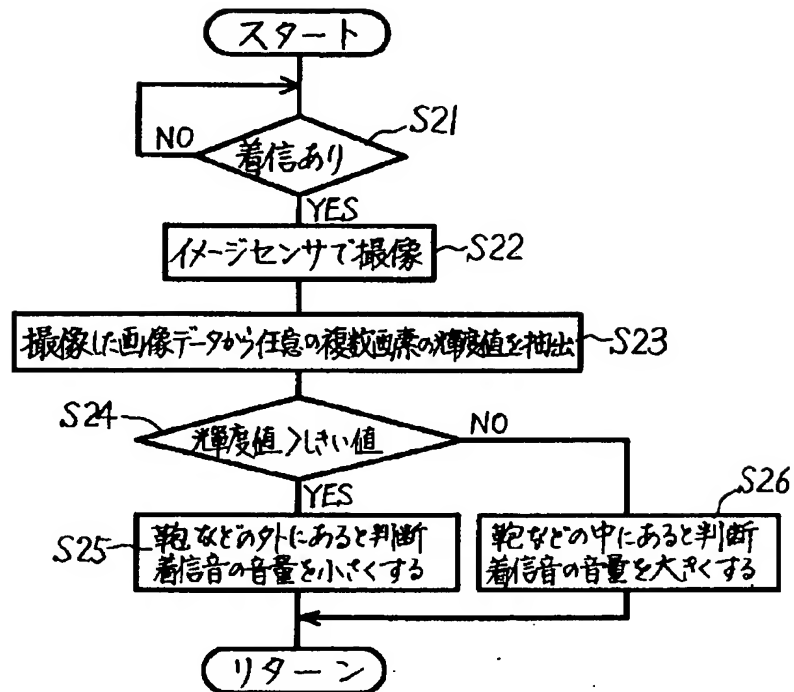 スタート
S21
NO
着信あり
YES
イメージセンサで撮像
S22
撮像した画像データから任意の複数画素の輝度値を抽出
S23
S24
輝度値>しきい値
NO
YES
S26
S25
鞄などの外にあると判断
着信音の音量を小さくする
鞄などの中にあると判断
着信音の音量を大きくする
リターン